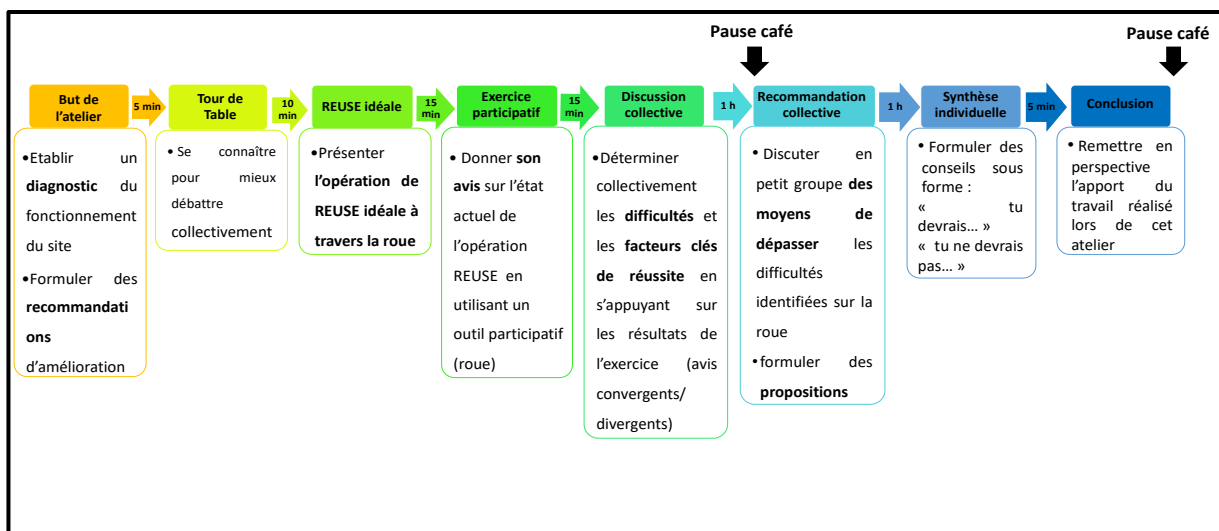 Pause café
Pause café
But de
l'atelier
5 min
Tour de
Table
10
min
REUSE idéale
15
min
Exercice
participatif
15
min
Discussion
collective
1 h
Recommandation
collective
1 h
Synthèse
individuelle
5 min
Conclusion
•Etablir un
diagnostic du
fonctionnement
du site
•Formuler des
recommandati
ons
d'amélioration
• Se connaître
pour mieux
débattre
collectivement
•Présenter
l'opération de
REUSE idéale à
travers la roue
• Donner son
avis sur l'état
actuel de
l'opération
REUSE en
utilisant un
outil participatif
(roue)
• Déterminer
collectivement
les difficultés et
les facteurs clés
de réussite en
s'appuyant sur
les résultats de
l'exercice (avis
convergents/
divergents)
• Discuter en
petit groupe des
moyens de
dépasser les
difficultés
identifiées sur la
roue
• formuler des
propositions
• Formuler des
conseils sous
forme :
« tu
devrais... »
« tu ne devrais
pas... »
• Remettre en
perspective
l'apport du
travail réalisé
lors de cet
atelier